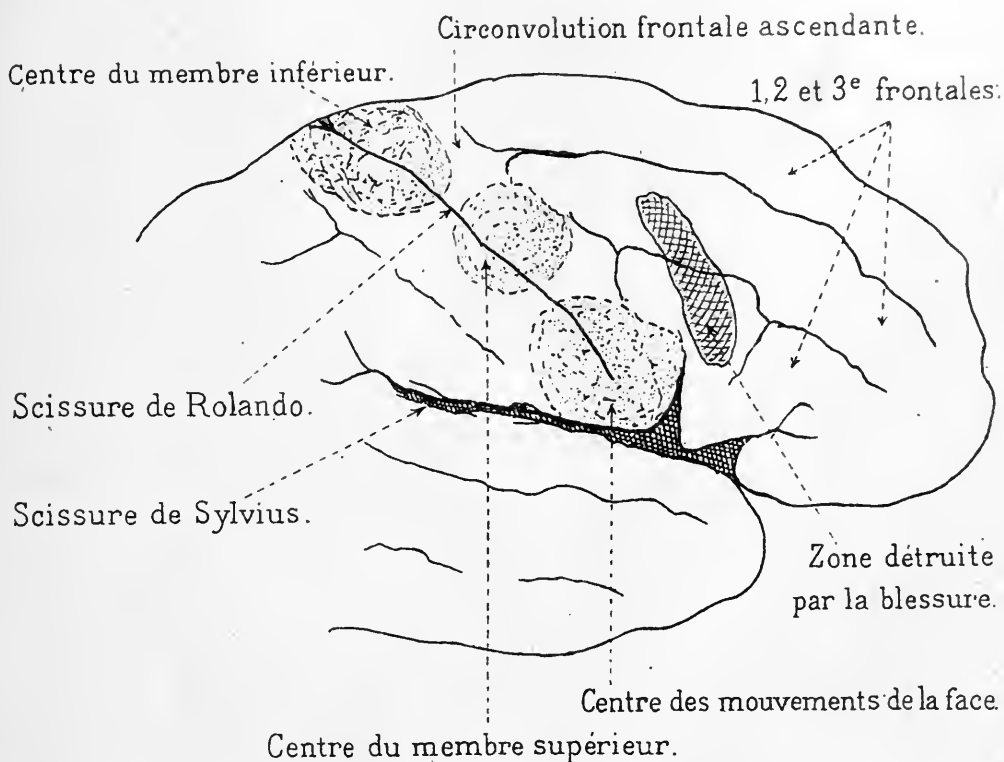 Circonvolution frontale ascendante.
Centre du membre inférieur.
1,2 et 3e frontales.
Scissure de Rolando.
Scissure de Sylvius.
Zone détruite
par la blessure.
Centre des mouvements de la face.
Centre du membre supérieur.